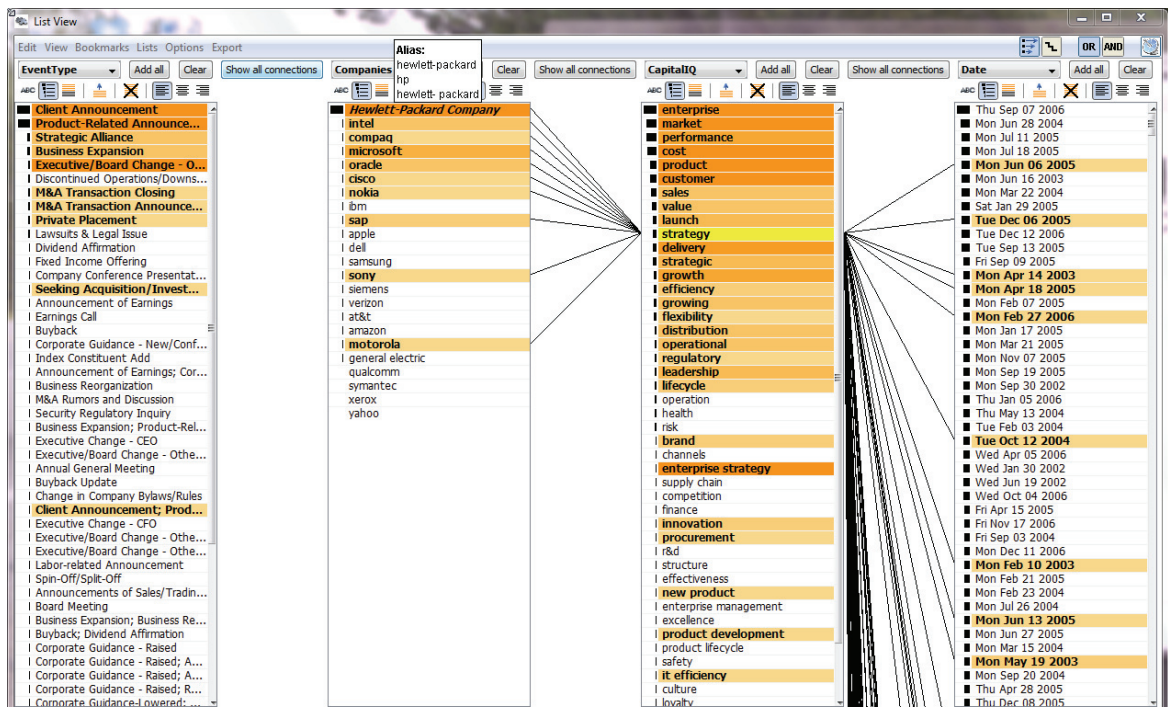 List View
Edit View Bookmarks Lists Options Export
OR AND
Alias:
hewlett-packard
hp
hewlett- packard
EventType Add all Clear Show all connections
Companies Clear Show all connections
CapitalIQ Add all Clear Show all connections
Date Add all Clear
ABC
ABC
ABC
ABC
Client Announcement
Product-Related Announce...
Strategic Alliance
Business Expansion
Executive/Board Change - O...
Discontinued Operations/Downs...
M&A Transaction Closing
M&A Transaction Announce...
Private Placement
Lawsuits & Legal Issue
Dividend Affirmation
Fixed Income Offering
Company Conference Presentat...
Seeking Acquisition/Invest...
Announcement of Earnings
Earnings Call
Buyback
Corporate Guidance - New/Conf...
Index Constituent Add
Announcement of Earnings; Cor...
Business Reorganization
M&A Rumors and Discussion
Security Regulatory Inquiry
Business Expansion; Product-Rel...
Executive Change - CEO
Executive/Board Change - Othe...
Annual General Meeting
Buyback Update
Change in Company Bylaws/Rules
Client Announcement; Prod...
Executive Change - CFO
Executive/Board Change - Othe...
Executive/Board Change - Othe...
Labor-related Announcement
Spin-Off/Split-Off
Announcements of Sales/Tradin...
Board Meeting
Business Expansion; Business Re...
Buyback; Dividend Affirmation
Corporate Guidance - Raised
Corporate Guidance - Raised; A...
Corporate Guidance - Raised; A...
Corporate Guidance - Raised; R...
Corporate Guidance-Lowered; ...
Hewlett-Packard Company
intel
compaq
microsoft
oracle
cisco
nokia
ibm
sap
apple
dell
samsung
sony
siemens
verizon
at&t
amazon
motorola
general electric
qualcomm
symantec
xerox
yahoo
enterprise
market
performance
cost
product
customer
sales
value
launch
strategy
delivery
strategic
growth
efficiency
growing
flexibility
distribution
operational
regulatory
leadership
lifecycle
operation
health
risk
brand
channels
enterprise strategy
supply chain
competition
finance
innovation
procurement
r&d
structure
effectiveness
new product
enterprise management
excellence
product development
product lifecycle
safety
it efficiency
culture
loyalty
Thu Sep 07 2006
Mon Jun 28 2004
Mon Jul 11 2005
Mon Jul 18 2005
Mon Jun 06 2005
Mon Jun 16 2003
Mon Mar 22 2004
Sat Jan 29 2005
Tue Dec 06 2005
Tue Dec 12 2006
Tue Sep 13 2005
Fri Sep 09 2005
Mon Apr 14 2003
Mon Apr 18 2005
Mon Feb 07 2005
Mon Feb 27 2006
Mon Jan 17 2005
Mon Mar 21 2005
Mon Nov 07 2005
Mon Sep 19 2005
Mon Sep 30 2002
Thu Jan 05 2006
Thu May 13 2004
Tue Feb 03 2004
Tue Oct 12 2004
Wed Apr 05 2006
Wed Jan 30 2002
Wed Jun 19 2002
Wed Oct 04 2006
Fri Apr 15 2005
Fri Nov 17 2006
Fri Sep 03 2004
Mon Dec 11 2006
Mon Feb 10 2003
Mon Feb 21 2005
Mon Feb 23 2004
Mon Jul 26 2004
Mon Jun 13 2005
Mon Jun 27 2005
Mon Mar 15 2004
Mon May 19 2003
Mon Sep 20 2004
Thu Apr 28 2005
Thu Dec 08 2005